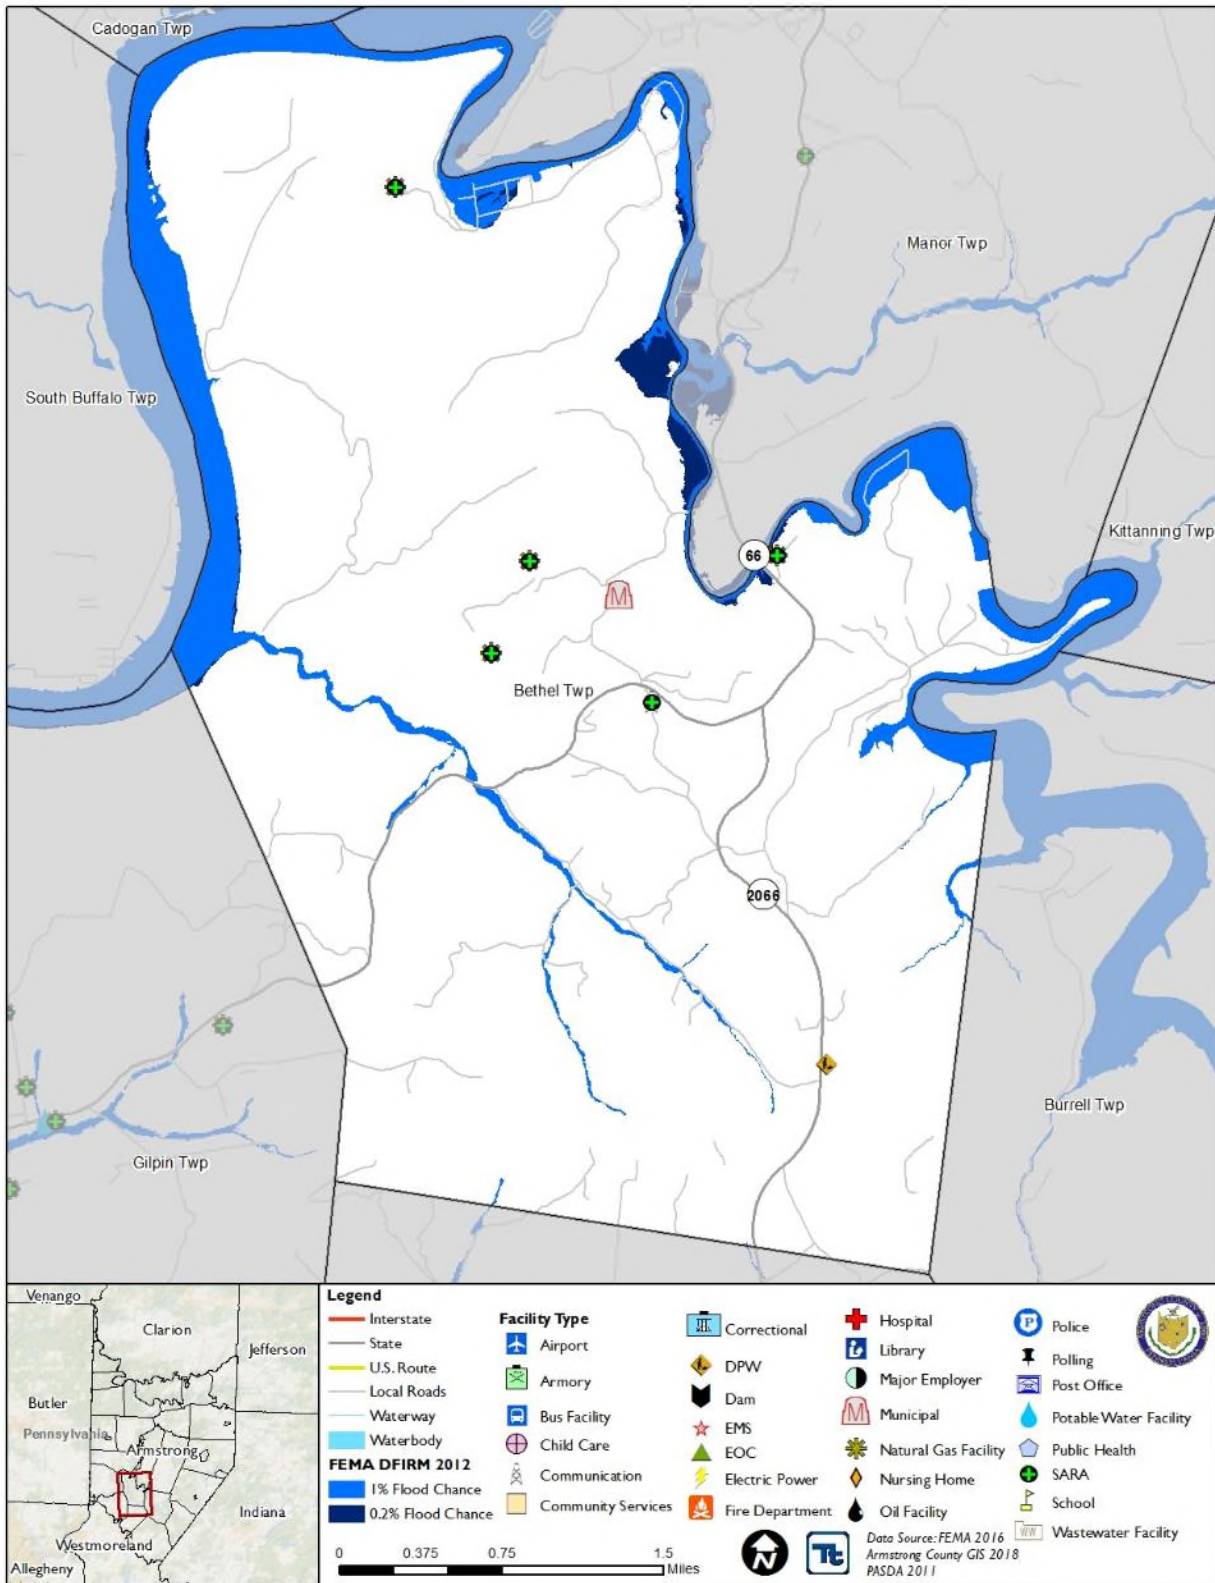 Cadogan Twp
Manor Twp
South Buffalo Twp
Kittanning Twp
66
M
Bethel Twp
2066
Burrell Twp
Gilpin Twp
Venango
Clarion
Jefferson
Butler
Pennsylvania
Armstrong
Indiana
Westmoreland
Allegheny
Legend
Interstate
State
U.S. Route
Local Roads
Waterway
Waterbody
FEMA DFIRM 2012
1% Flood Chance
0.2% Flood Chance
Facility Type
Airport
Armory
Bus Facility
Child Care
Communication
Community Services
Correctional
DPW
Dam
EMS
EOC
Electric Power
Fire Department
Hospital
Library
Major Employer
M Municipal
Natural Gas Facility
Nursing Home
Oil Facility
P Police
Polling
Post Office
Potable Water Facility
Public Health
SARA
School
WW Wastewater Facility
0 0.375 0.75 1.5
Miles
N
Tt
Data Source: FEMA 2016
Armstrong County GIS 2018
PASDA 2011